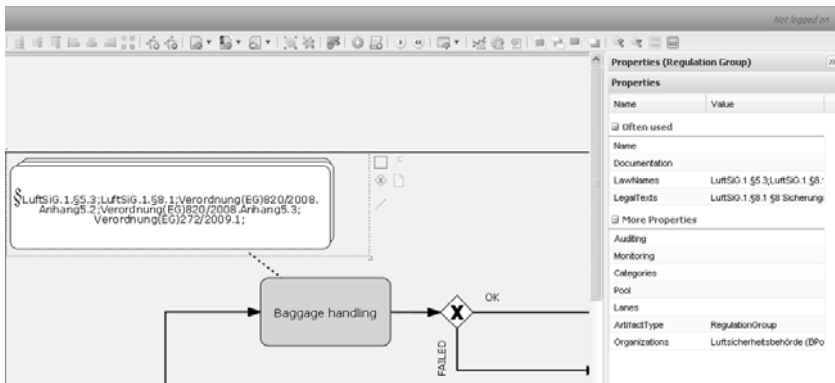 Not logged on
Properties (Regulation Group)
Properties
Name Value
Often used
Name
Documentation
LawNames LuftSiG.1.§5.3;LuftSiG.1.§8.
LegalTexts LuftSiG.1.§8.1 §8 Sicherung
More Properties
Auditing
Monitoring
Categories
Pool
Lanes
ArtifactType RegulationGroup
Organizations Luftsicherheitsbehörde (BPo
§LuftSiG.1.§5.3;LuftSiG.1.§8.1;Verordnung(EG)820/2008.
Anhang5.2;Verordnung(EG)820/2008.Anhang5.3;
Verordnung(EG)272/2009.1;
Baggage handling
X
OK
FAILED